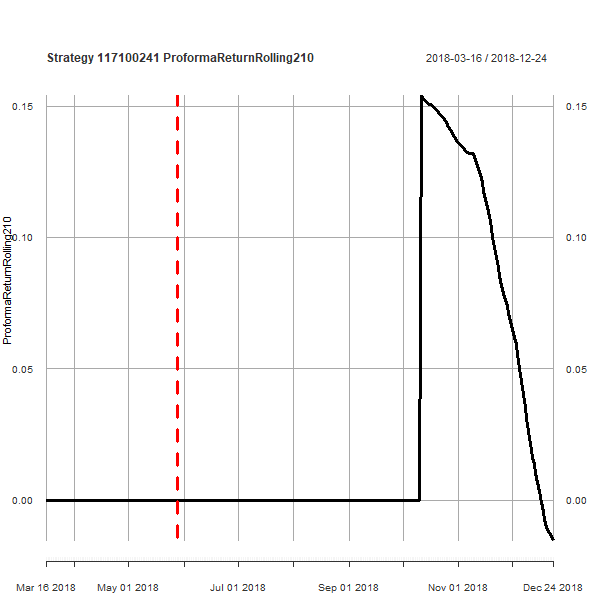 Strategy 117100241 ProformaReturnRolling210
2018-03-16 / 2018-12-24
ProformaReturnRolling210
0.15
0.10
0.05
0.00
0.15
0.10
0.05
0.00
Mar 16 2018
May 01 2018
Jul 01 2018
Sep 01 2018
Nov 01 2018
Dec 24 2018